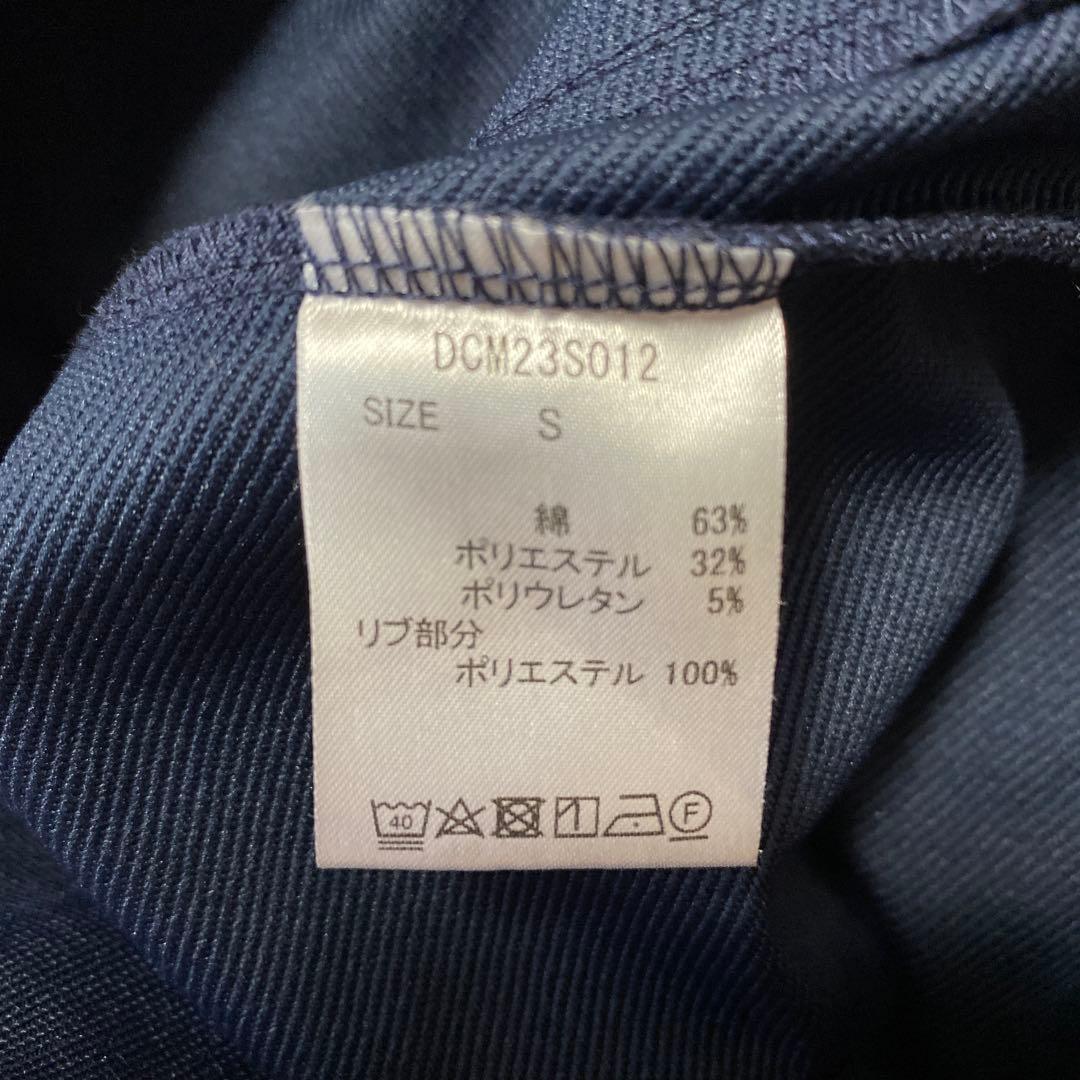 DCM23S012
SIZE S
綿 63%
ポリエステル 32%
ポリウレタン 5%
リブ部分
ポリエステル 100%
40 F